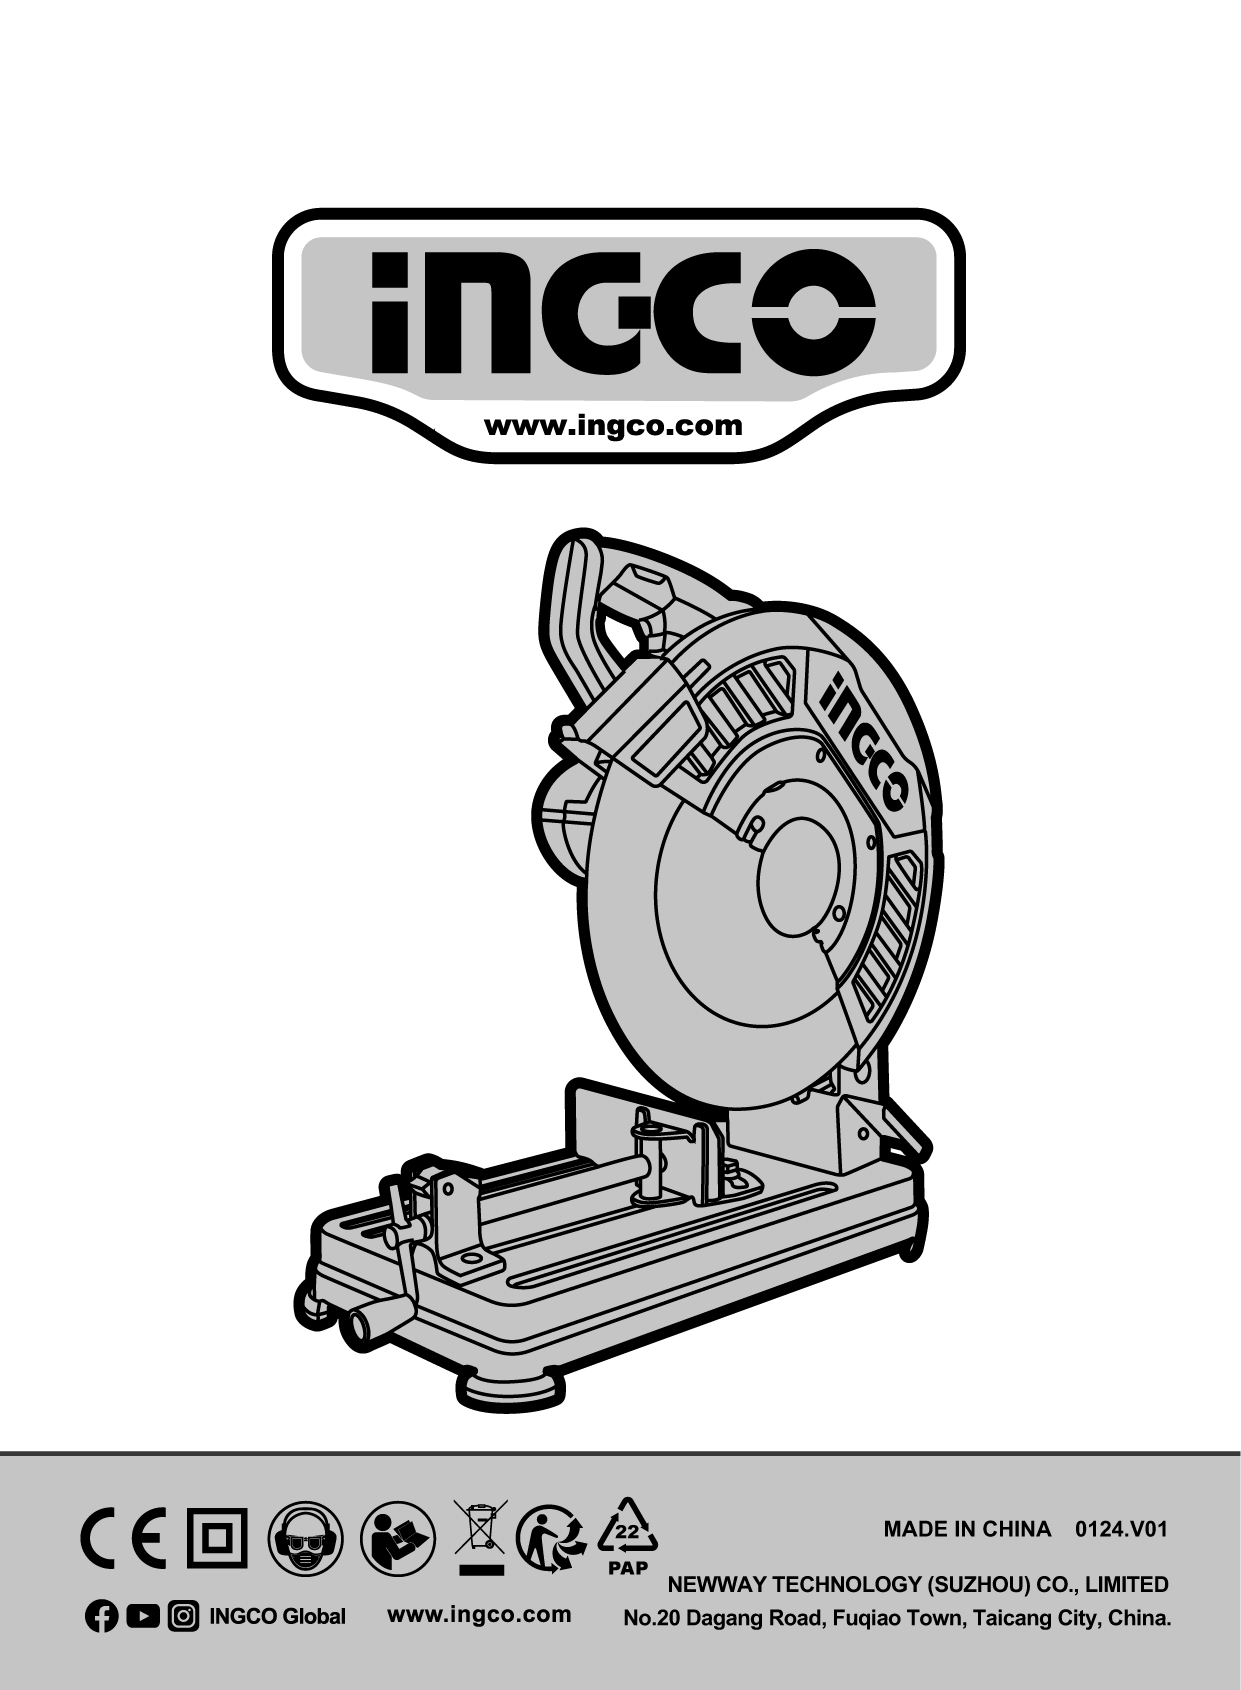 INGCO
www.ingco.com
INGCO
CE
22
PAP
MADE IN CHINA 0124.V01
NEWWAY TECHNOLOGY (SUZHOU) CO., LIMITED
INGCO Global www.ingco.com No.20 Dagang Road, Fuqiao Town, Taicang City, China.